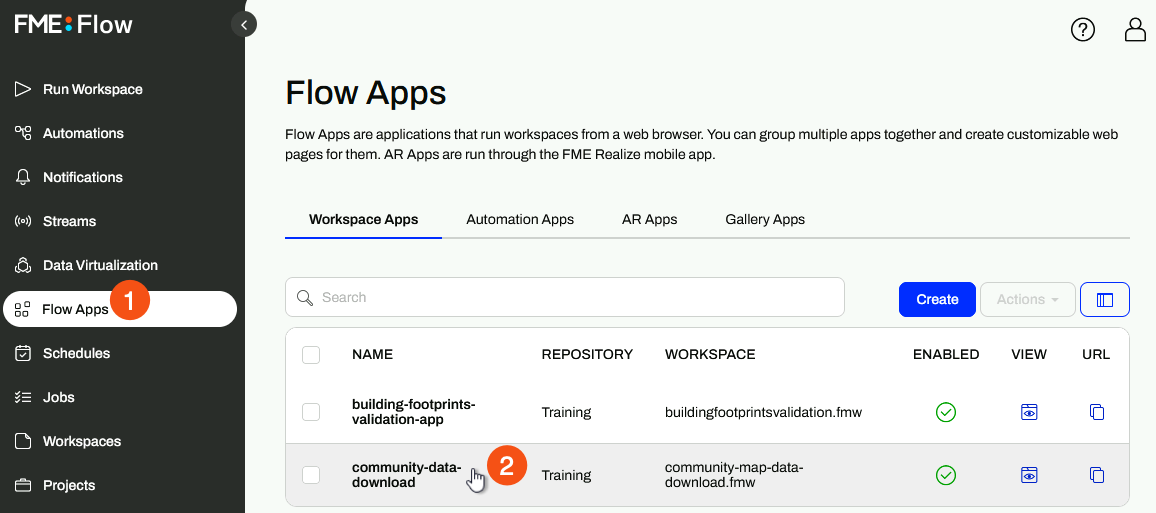 FME:Flow
Run Workspace
Automations
Notifications
Streams
Data Virtualization
Flow Apps
1
Schedules
Jobs
Workspaces
Projects
Flow Apps
Flow Apps are applications that run workspaces from a web browser. You can group multiple apps together and create customizable web
pages for them. AR Apps are run through the FME Realize mobile app.
Workspace Apps Automation Apps AR Apps Gallery Apps
Search
Create Actions
NAME REPOSITORY WORKSPACE ENABLED VIEW URL
building-footprints-
validation-app
Training
buildingfootprintsvalidation.fmw
community-data-
download
2
Training
community-map-data-
download.fmw